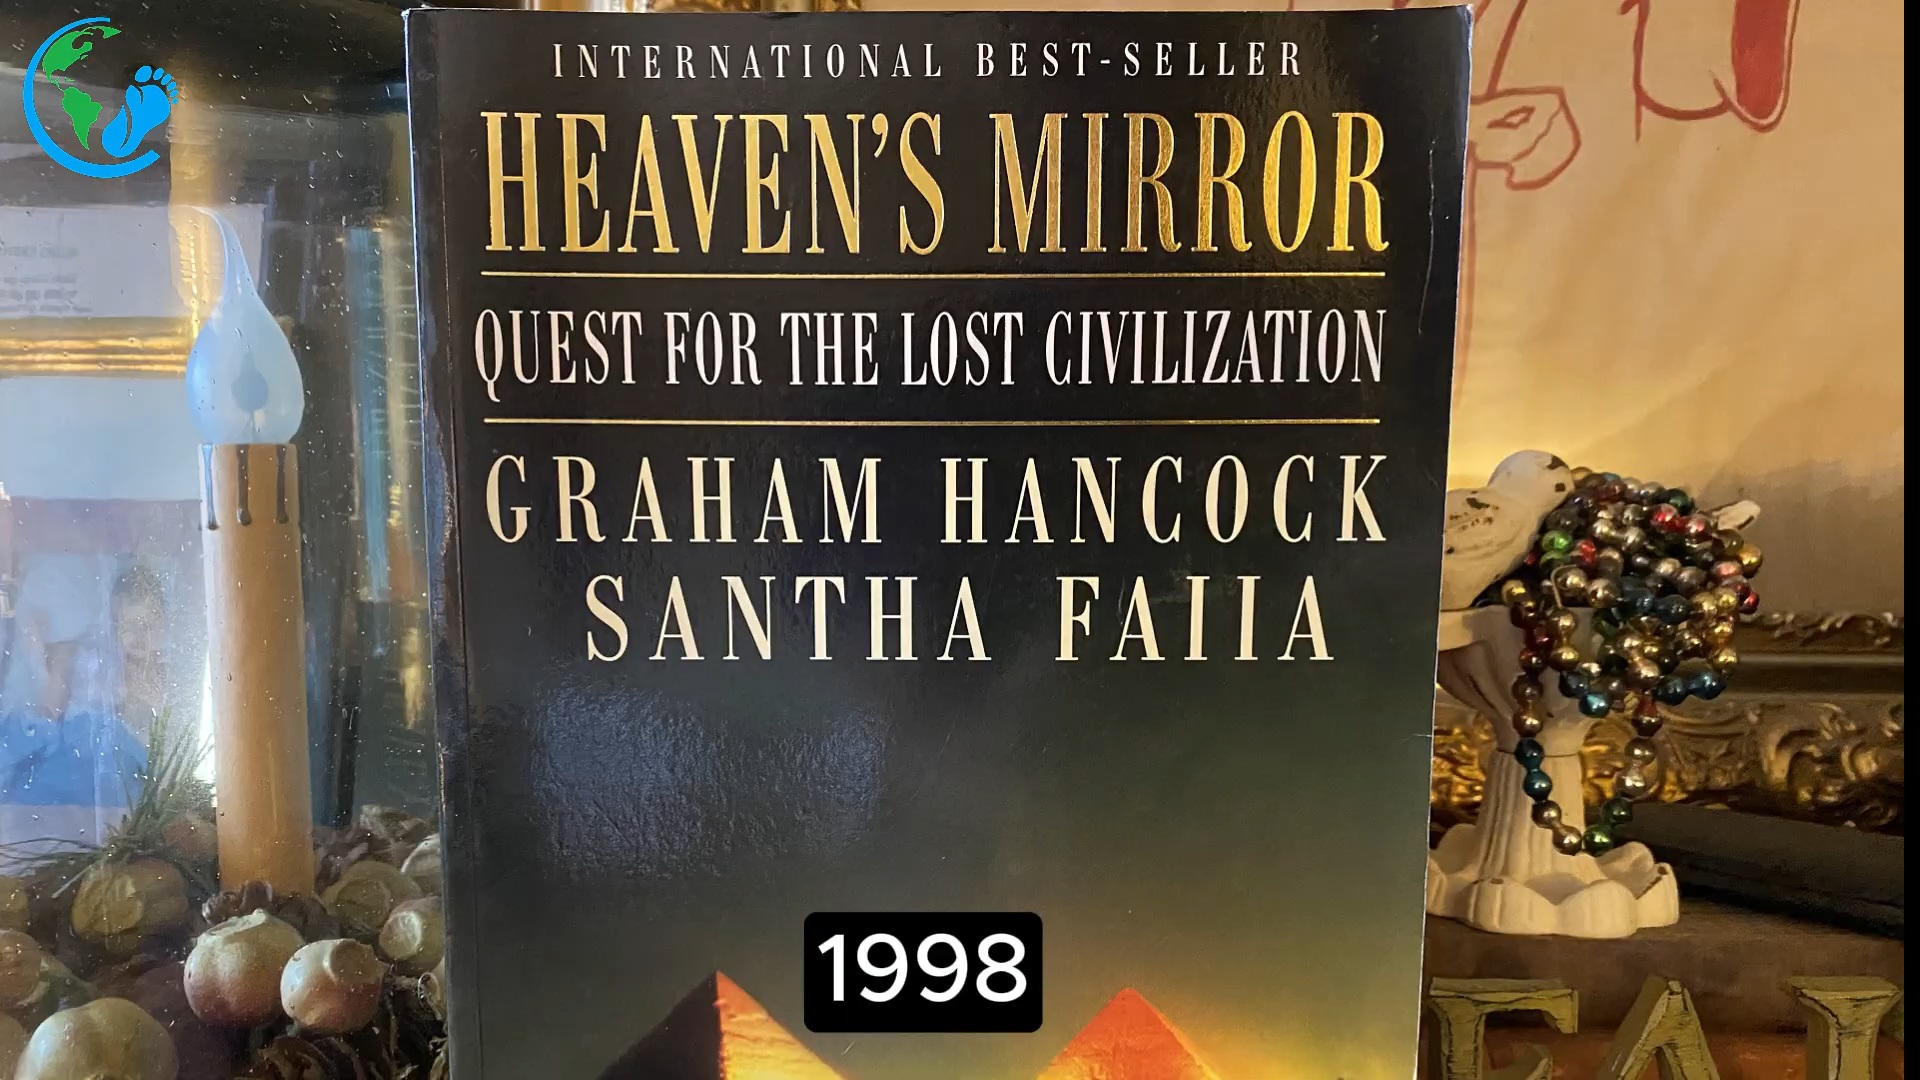 INTERNATIONAL BEST-SELLER
HEAVEN'S MIRROR
QUEST FOR THE LOST CIVILIZATION
GRAHAM HANCOCK
SANTHA FAIIA
1998